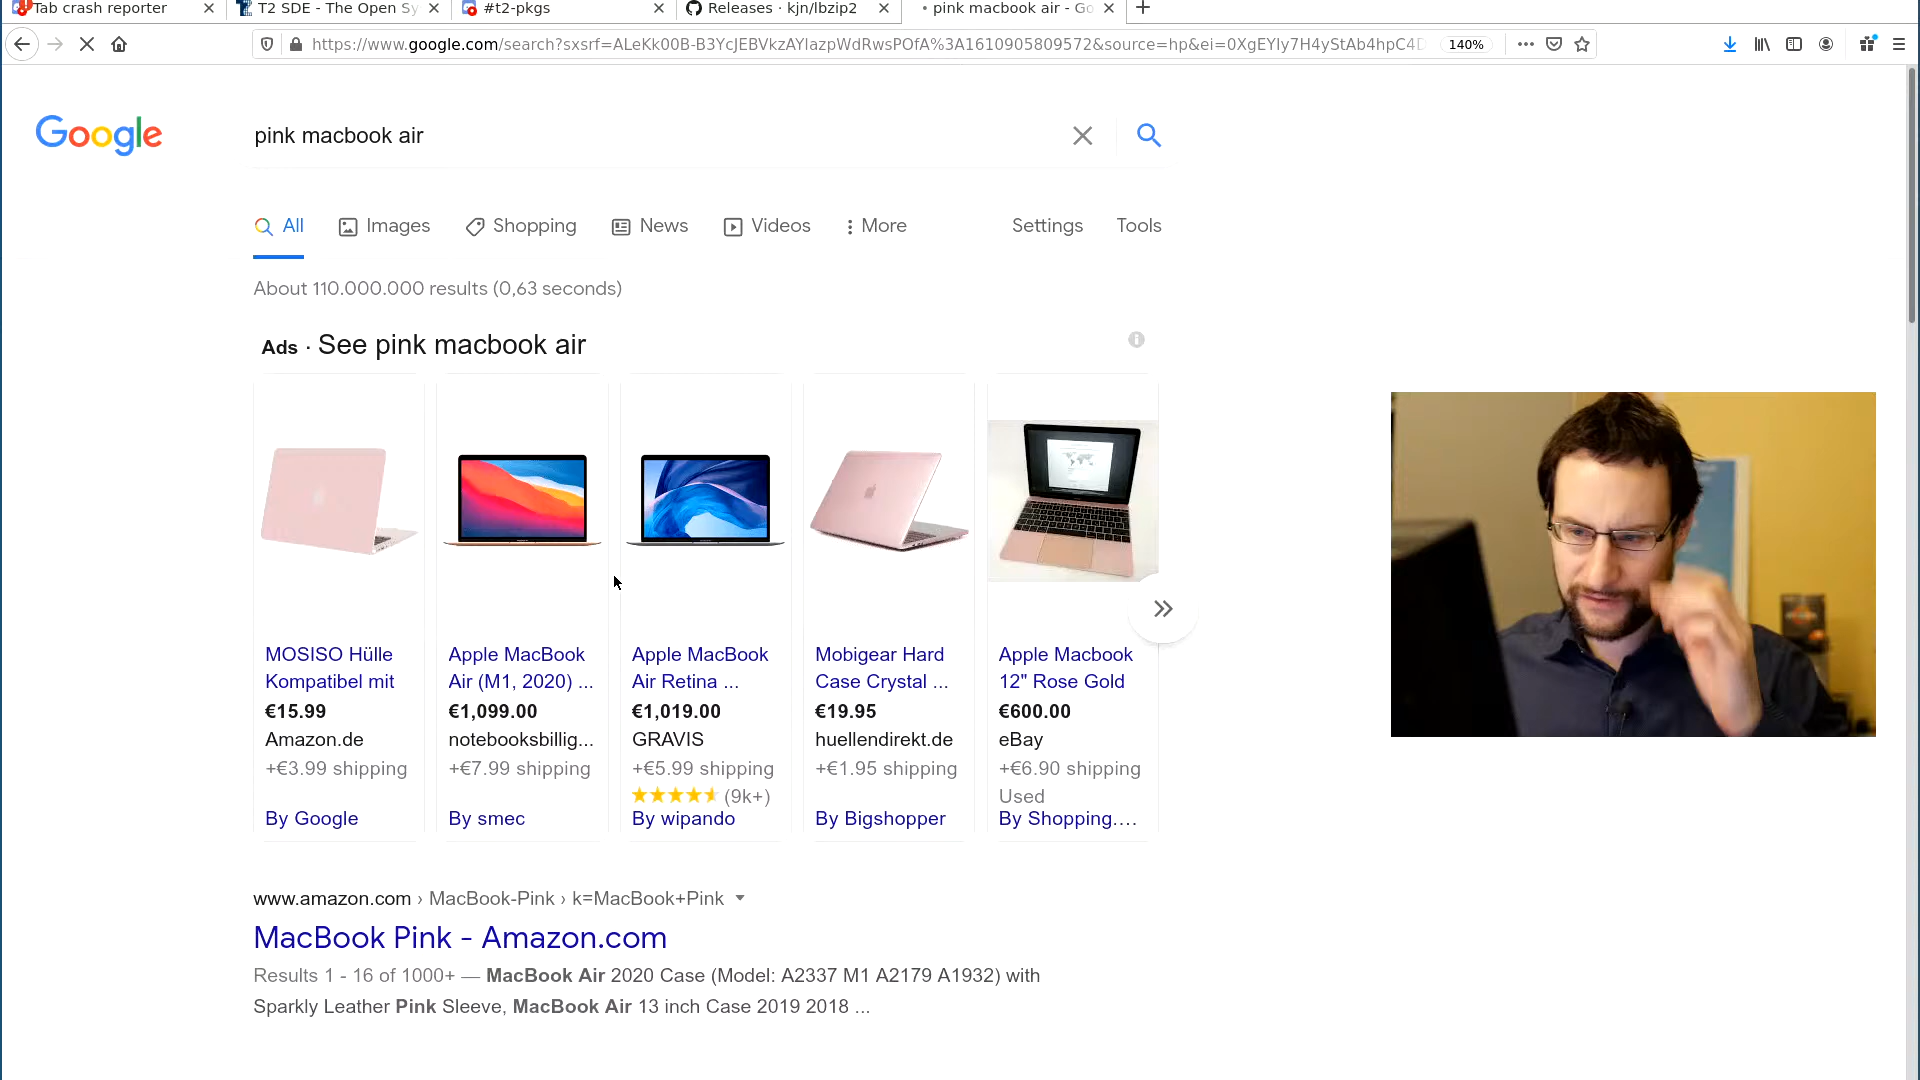 Tab crash reporter
T2 SDE - The Open Sy
#t2-pkgs
Releases · kjn/lbzip2
pink macbook air - Go
https://www.google.com/search?sxsrf=ALeKk00B-B3YcJEBVkzAYlazpWdRwsPOfA%3A1610905809572&source=hp&ei=0XgEYIy7H4yStAb4hpC4D
140%
Google
pink macbook air
All
Images
Shopping
News
Videos
More
Settings
Tools
About 110.000.000 results (0,63 seconds)
Ads · See pink macbook air
MOSISO Hülle
Kompatibel mit
€15.99
Amazon.de
+€3.99 shipping
By Google
Apple MacBook
Air (M1, 2020) ...
€1,099.00
notebooksbillig...
+€7.99 shipping
By smec
Apple MacBook
Air Retina ...
€1,019.00
GRAVIS
+€5.99 shipping
(9k+)
By wipando
Mobigear Hard
Case Crystal ...
€19.95
huellendirekt.de
+€1.95 shipping
By Bigshopper
Apple Macbook
12" Rose Gold
€600.00
eBay
+€6.90 shipping
Used
By Shopping....
www.amazon.com › MacBook-Pink › k=MacBook+Pink
MacBook Pink - Amazon.com
Results 1 - 16 of 1000+ — MacBook Air 2020 Case (Model: A2337 M1 A2179 A1932) with
Sparkly Leather Pink Sleeve, MacBook Air 13 inch Case 2019 2018 ...